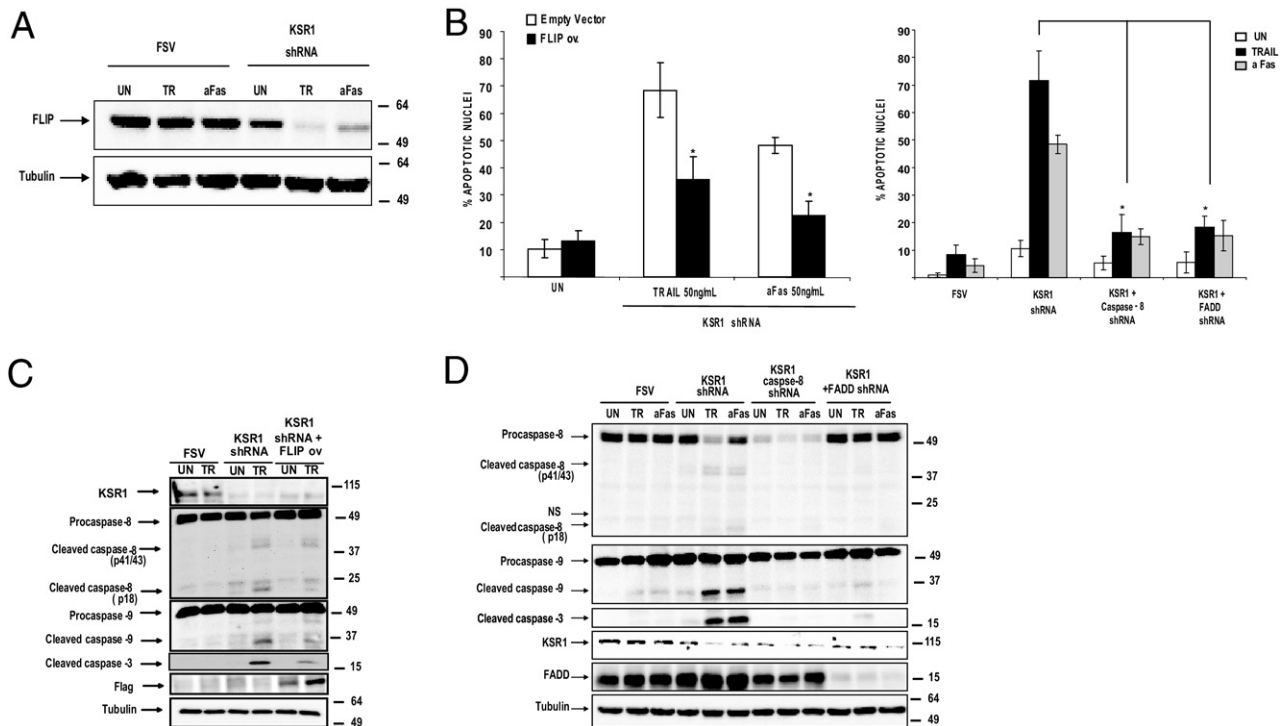 A
FSV
KSR1
shRNA
UN TR aFas UN TR aFas
FLIP
64
49
Tubulin
64
49
B
Empty Vector
FLIP ov.
% APOPTOTIC NUCLEI
90
80
70
60
50
40
30
20
10
UN
TRAIL 50ng/mL
aFas 50ng/mL
KSR1 shRNA
*
*
UN
TRAIL
a Fas
% APOPTOTIC NUCLEI
90
80
70
60
50
40
30
20
10
*
*
FSV
KSR1
shRNA
KSR1 +
Caspase - 8
shRNA
KSR1 +
FADD
shRNA
C
FSV
KSR1
shRNA
KSR1
shRNA +
FLIP ov
UN TR UN TR UN TR
KSR1
115
Procaspase-8
49
Cleaved caspase-8
(p41/43)
37
25
Cleaved caspase-8
( p18)
Procaspase -9
49
Cleaved caspase -9
37
Cleaved caspase -3
15
Flag
Tubulin
64
49
D
FSV
KSR1
shRNA
KSR1
caspse-8
shRNA
KSR1
+FADD shRNA
UN TR aFas UN TR aFas UN TR aFas UN TR aFas
Procaspase-8
49
Cleaved caspase-8
(p41/43)
37
25
NS
Cleaved caspase-8
( p18)
Procaspase -9
49
Cleaved caspase -9
37
Cleaved caspase -3
15
KSR1
115
FADD
15
Tubulin
64
49